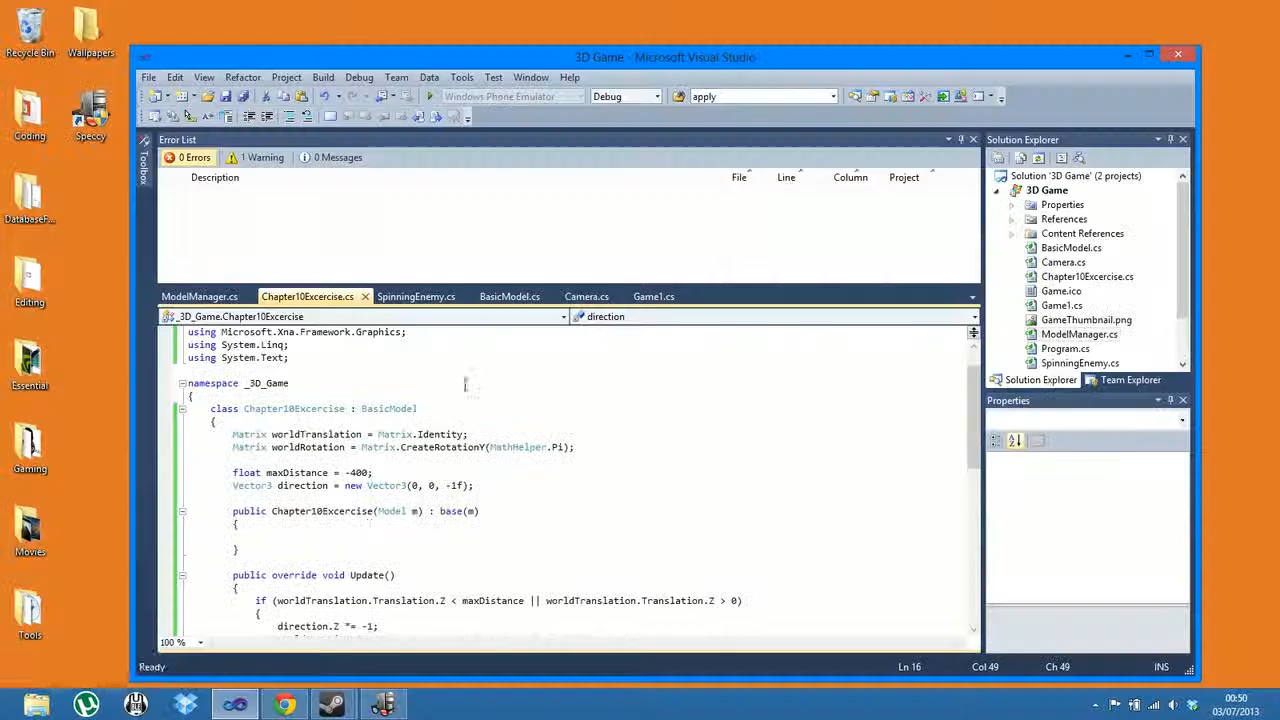 Recycle Bin
Wallpapers
Coding
Speccy
DatabaseF...
Editing
Essential
Gaming
Movies
Tools
3D Game - Microsoft Visual Studio
File Edit View Refactor Project Build Debug Team Data Tools Test Window Help
Windows Phone Emulator Debug apply
Toolbox
Error List
0 Errors 1 Warning 0 Messages
Description File Line Column Project
ModelManager.cs Chapter10Excercise.cs SpinningEnemy.cs BasicModel.cs Camera.cs Game1.cs
_3D_Game.Chapter10Excercise direction
using Microsoft.Xna.Framework.Graphics;
using System.Linq;
using System.Text;
namespace _3D_Game
{
class Chapter10Excercise : BasicModel
{
Matrix worldTranslation = Matrix.Identity;
Matrix worldRotation = Matrix.CreateRotationY(MathHelper.Pi);
float maxDistance = -400;
Vector3 direction = new Vector3(0, 0, -1f);
public Chapter10Excercise(Model m) : base(m)
{
}
public override void Update()
{
if (worldTranslation.Translation.Z < maxDistance || worldTranslation.Translation.Z > 0)
{
direction.Z *= -1;
100 %
Solution Explorer
Solution '3D Game' (2 projects)
3D Game
Properties
References
Content References
BasicModel.cs
Camera.cs
Chapter10Excercise.cs
Game.ico
Game1.cs
GameThumbnail.png
ModelManager.cs
Program.cs
SpinningEnemy.cs
Solution Explorer Team Explorer
Properties
Ready Ln 16 Col 49 Ch 49 INS
00:50
03/07/2013